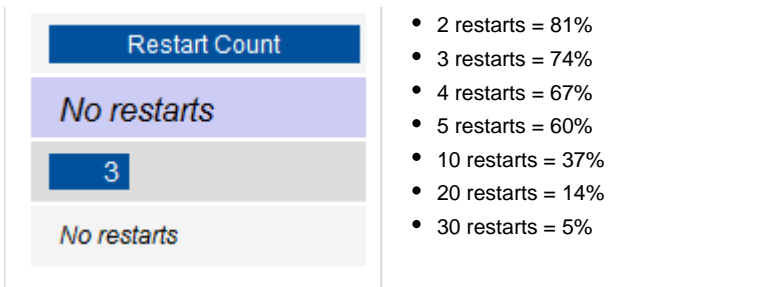 Restart Count
No restarts
3
No restarts
• 2 restarts = 81%
• 3 restarts = 74%
• 4 restarts = 67%
• 5 restarts = 60%
• 10 restarts = 37%
• 20 restarts = 14%
• 30 restarts = 5%